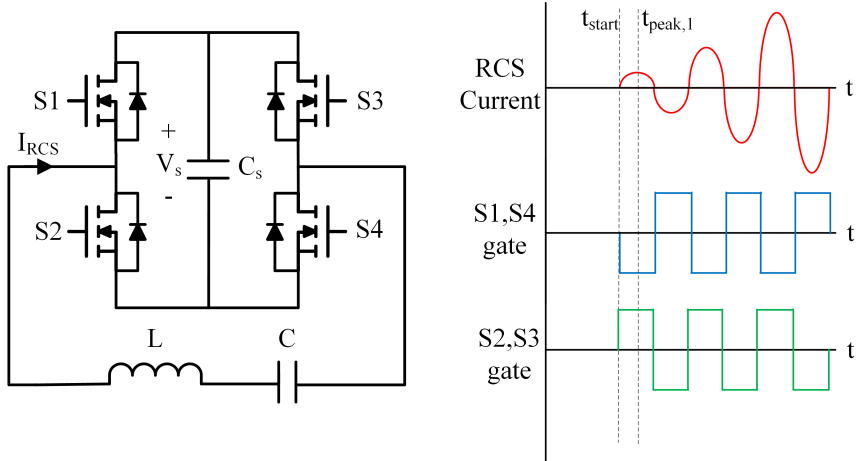 S1
S3
+
I_RCS
V_s
C_s
-
S2
S4
L
C
t_start
t_peak,1
RCS
Current
t
S1,S4
gate
t
S2,S3
gate
t